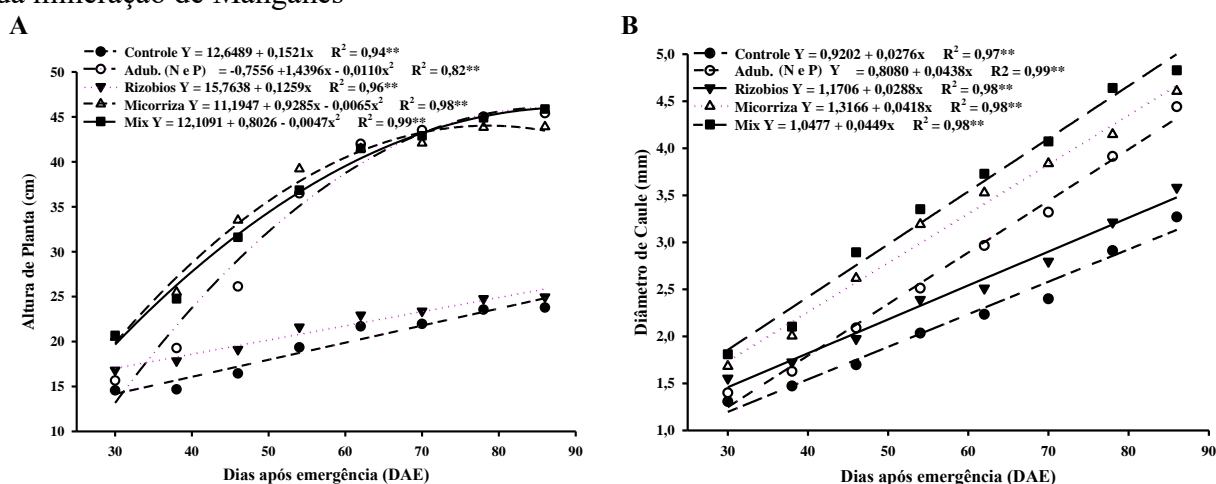 da mineração de Manganês
A
Controle Y = 12,6489 + 0,1521x R² = 0,94**
Adub. (N e P) = -0,7556 +1,4396x - 0,0110x² R² = 0,82**
Rizobios Y = 15,7638 + 0,1259x R² = 0,96**
Micorriza Y = 11,1947 + 0,9285x - 0,0065x² R² = 0,98**
Mix Y = 12,1091 + 0,8026 - 0,0047x² R² = 0,99**
Altura de Planta (cm)
50
45
40
35
30
25
20
15
10
30 40 50 60 70 80 90
Dias após emergência (DAE)
B
Controle Y = 0,9202 + 0,0276x R² = 0,97**
Adub. (N e P) Y = 0,8080 + 0,0438x R2 = 0,99**
Rizobios Y = 1,1706 + 0,0288x R² = 0,98**
Micorriza Y = 1,3166 + 0,0418x R² = 0,98**
Mix Y = 1,0477 + 0,0449x R² = 0,98**
Diâmetro de Caule (mm)
5,0
4,5
4,0
3,5
3,0
2,5
2,0
1,5
1,0
30 40 50 60 70 80 90
Dias após emergência (DAE)